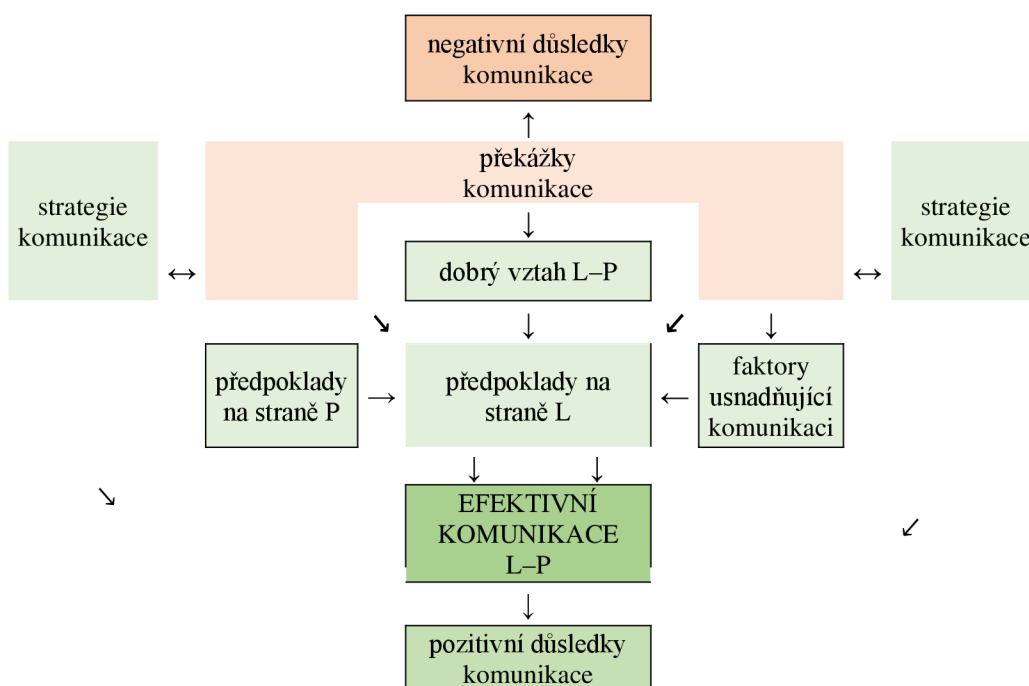 negativní důsledky
komunikace
↑
překážky
komunikace
strategie
komunikace
↔
↔
strategie
komunikace
↓
dobrý vztah L–P
↘
↓
↙
↓
předpoklady
na straně P
→
předpoklady na
straně L
←
faktory
usnadňující
komunikaci
↓
↓
↘
EFEKTIVNÍ
KOMUNIKACE
L–P
↙
↓
pozitivní důsledky
komunikace